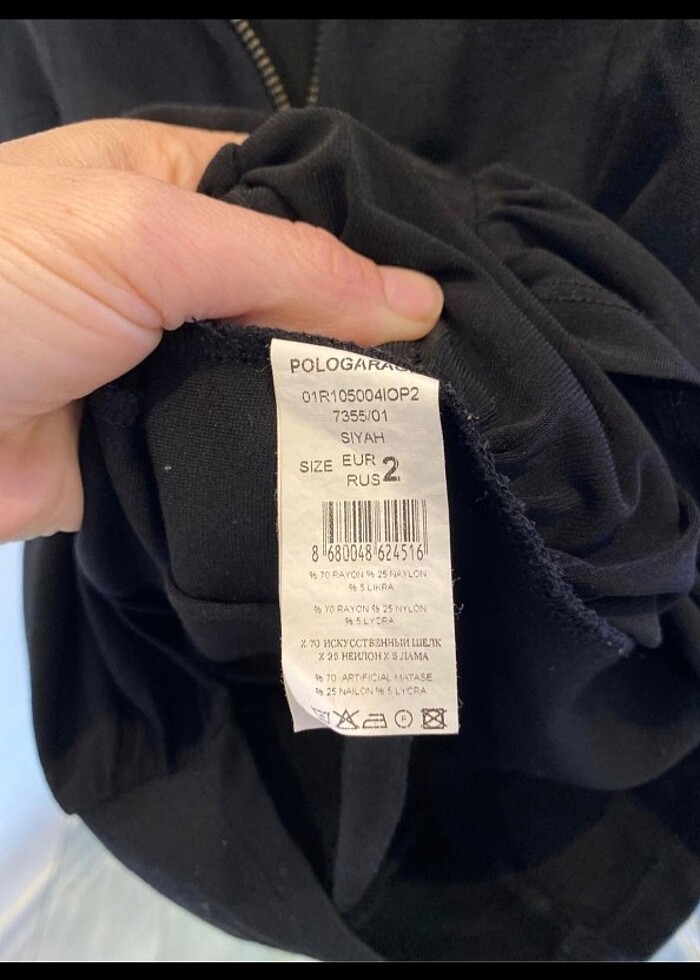 POLOGARAG
01R105004IOP2
7355/01
SIYAH
SIZE EUR 2
RUS
8 680048 624516
% 70 RAYON % 25 NAYLON
% 5 LIKRA
% 70 RAYON % 25 NYLON
% 5 LYCRA
X 70 ИСКУССТВЕННЫЙ ШЕЛК
X 25 НЕЙЛОН X 5 ЛАМА
% 70 ARTIFICIAL MATASE
% 25 NAILON % 5 LYCRA
P